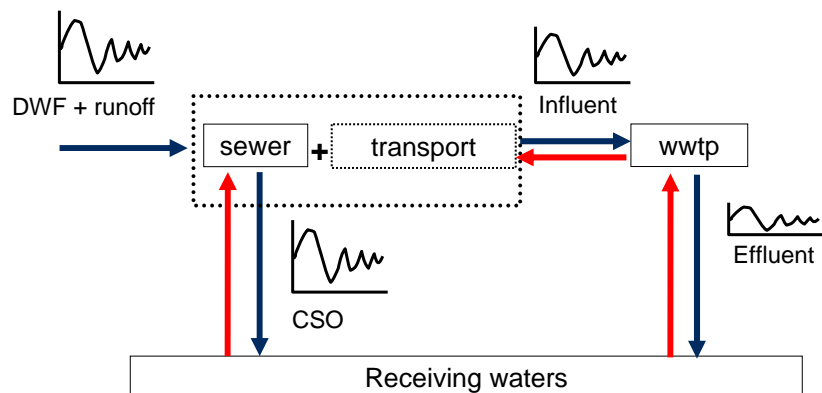 DWF + runoff
Influent
sewer + transport
wwtp
CSO
Effluent
Receiving waters